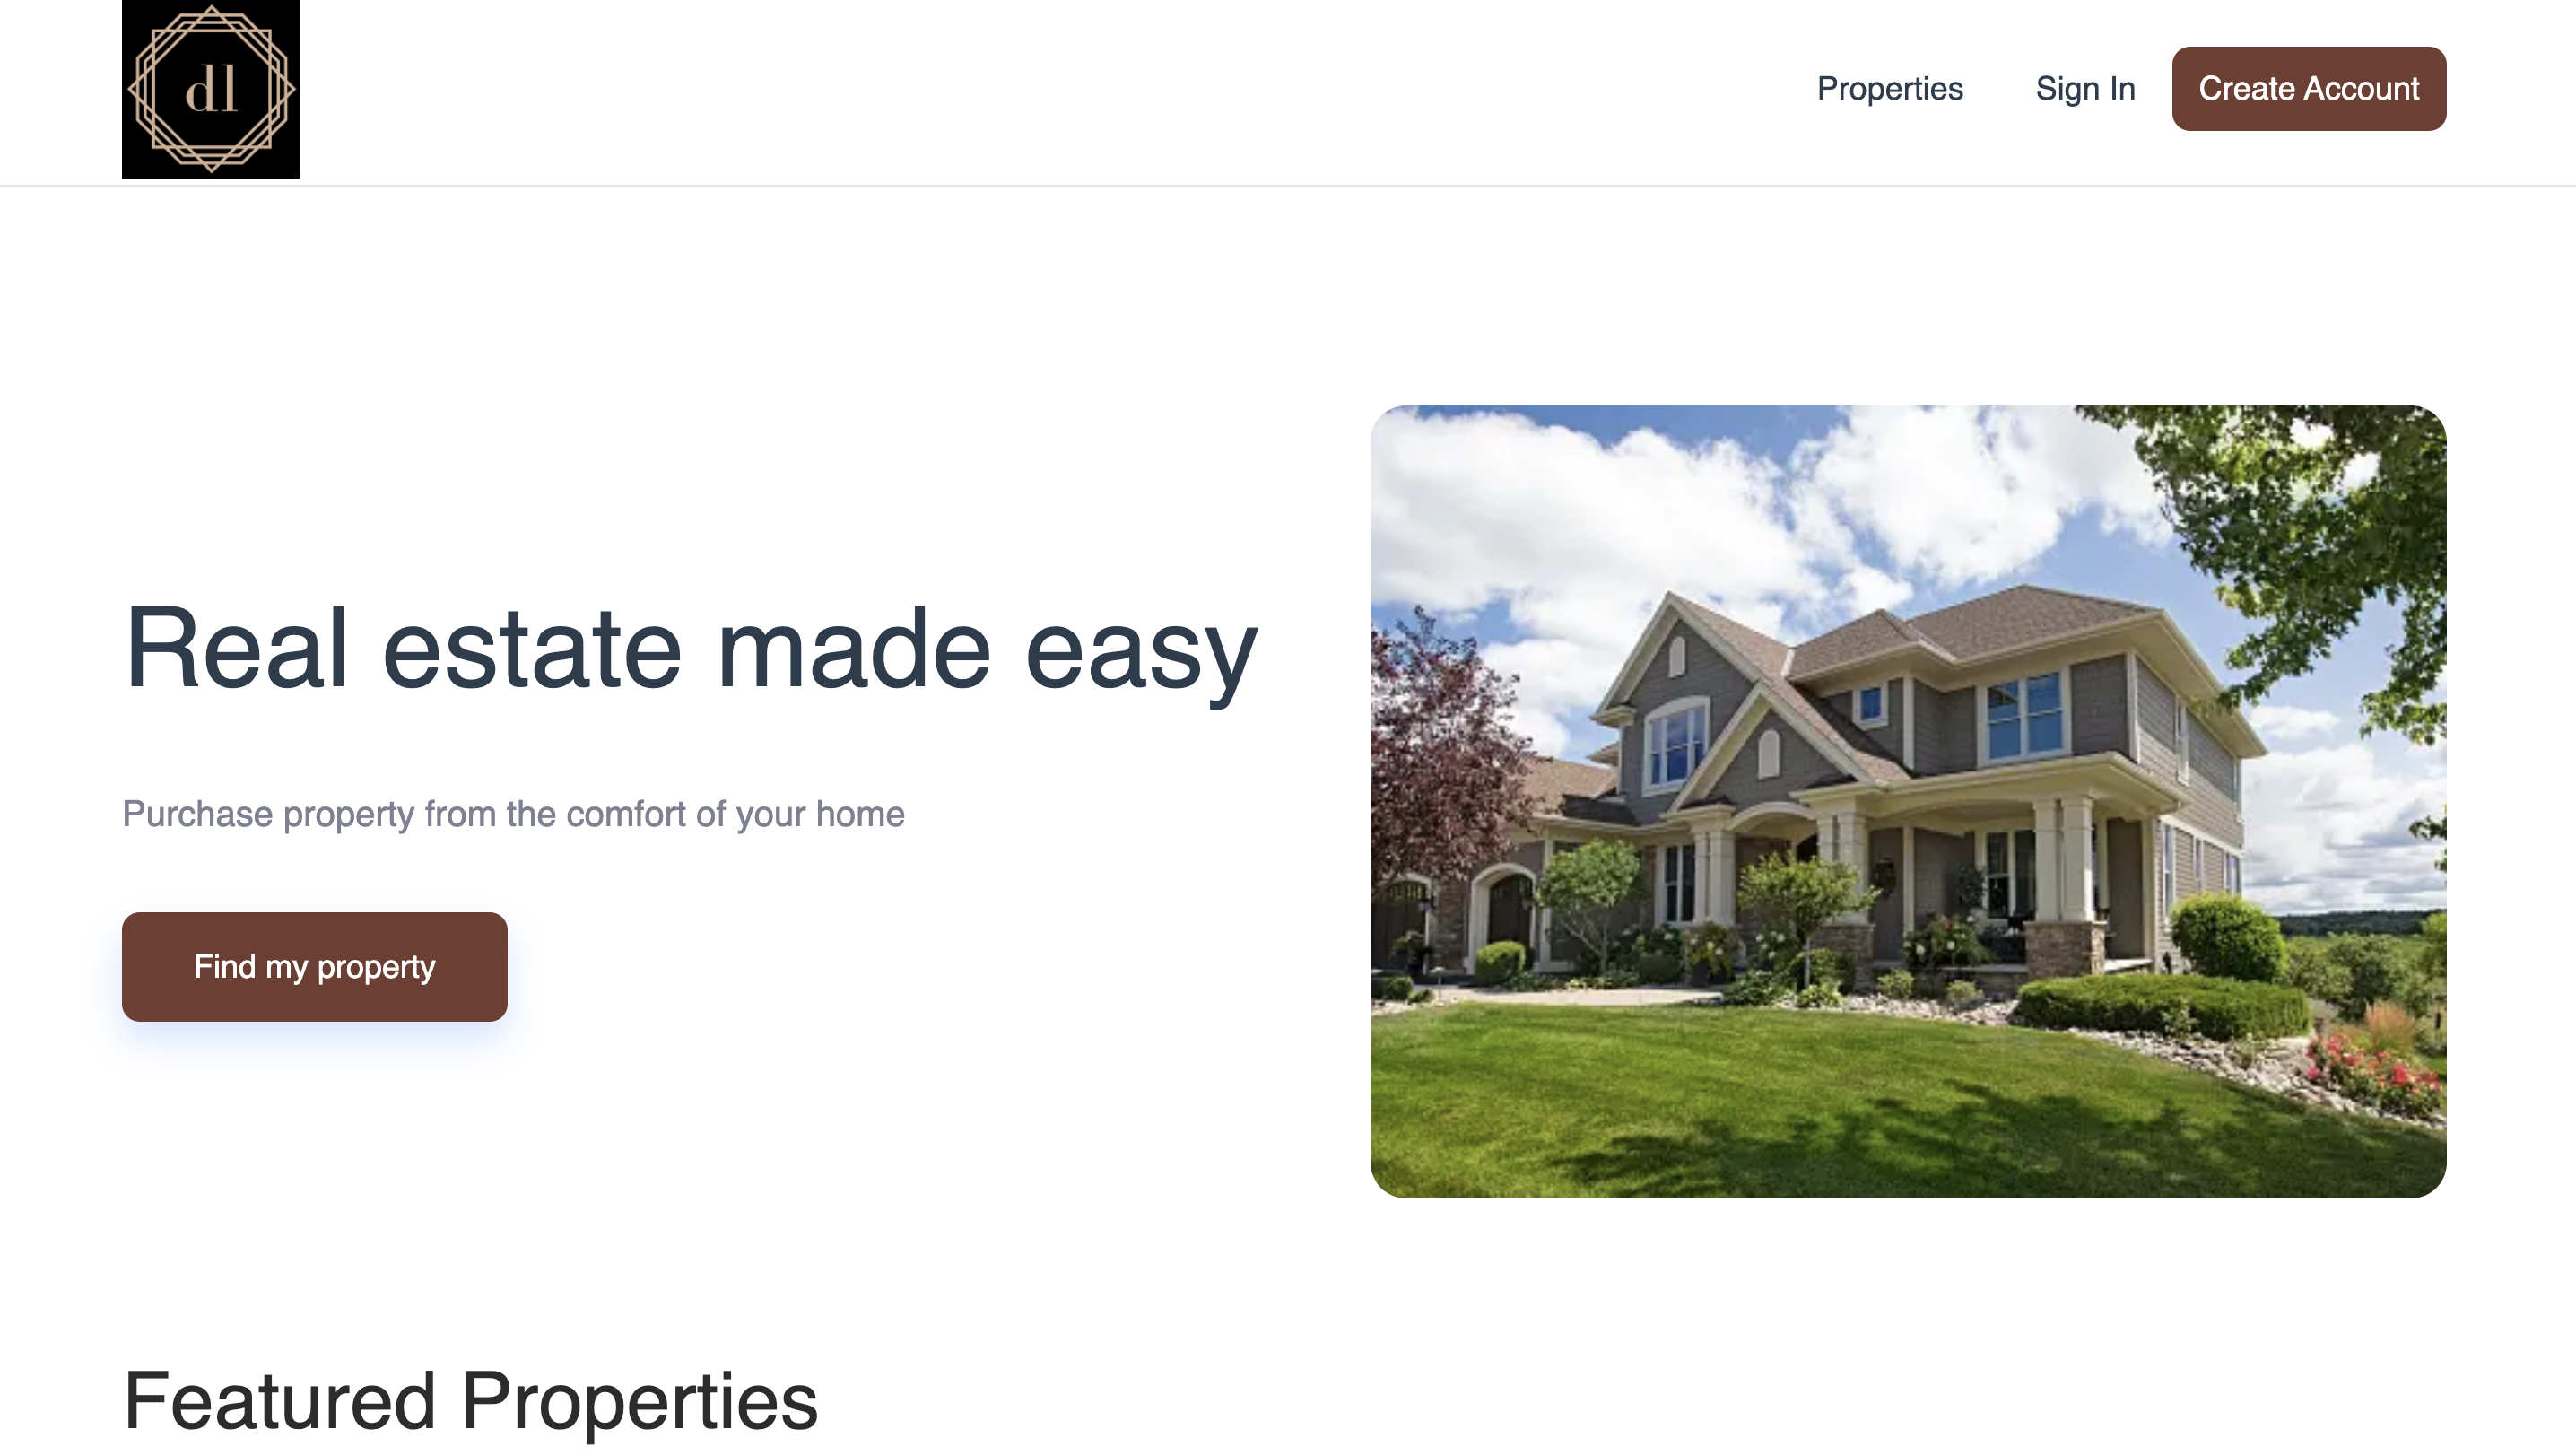 dl
Properties
Sign In
Create Account
Real estate made easy
Purchase property from the comfort of your home
Find my property
Featured Properties